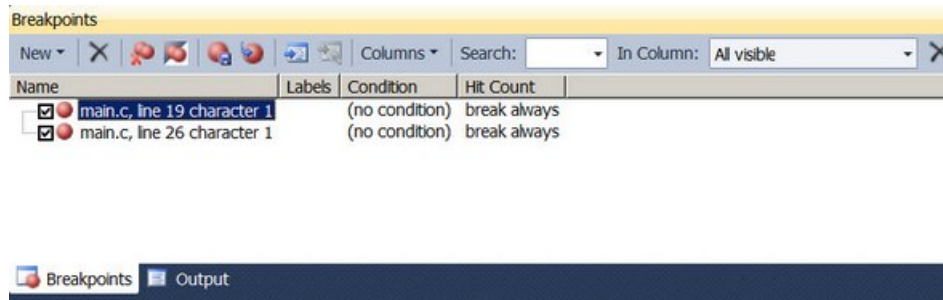 Breakpoints
New Columns Search: In Column: All visible
Name Labels Condition Hit Count
main.c, line 19 character 1 (no condition) break always
main.c, line 26 character 1 (no condition) break always
Breakpoints Output